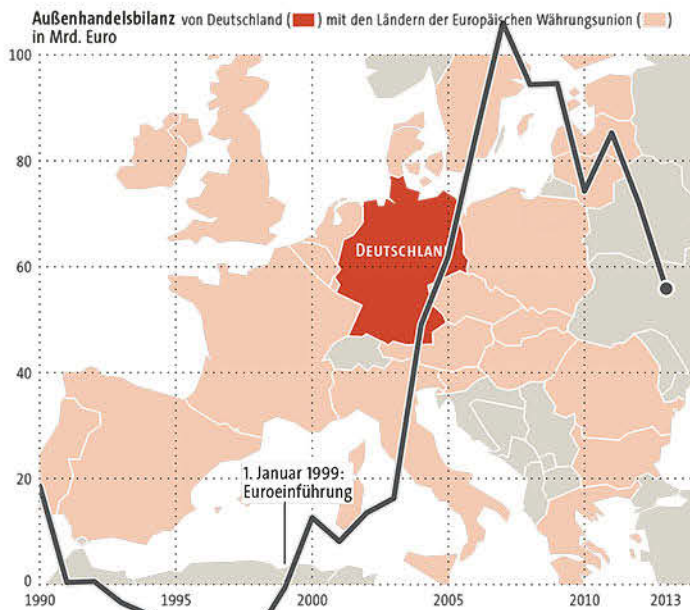 Außenhandelsbilanz von Deutschland ( ) mit den Ländern der Europäischen Währungsunion ( )
in Mrd. Euro
100
80
60
40
20
0
DEUTSCHLAND
1. Januar 1999:
Euroeinführung
1990 1995 2000 2005 2010 2013